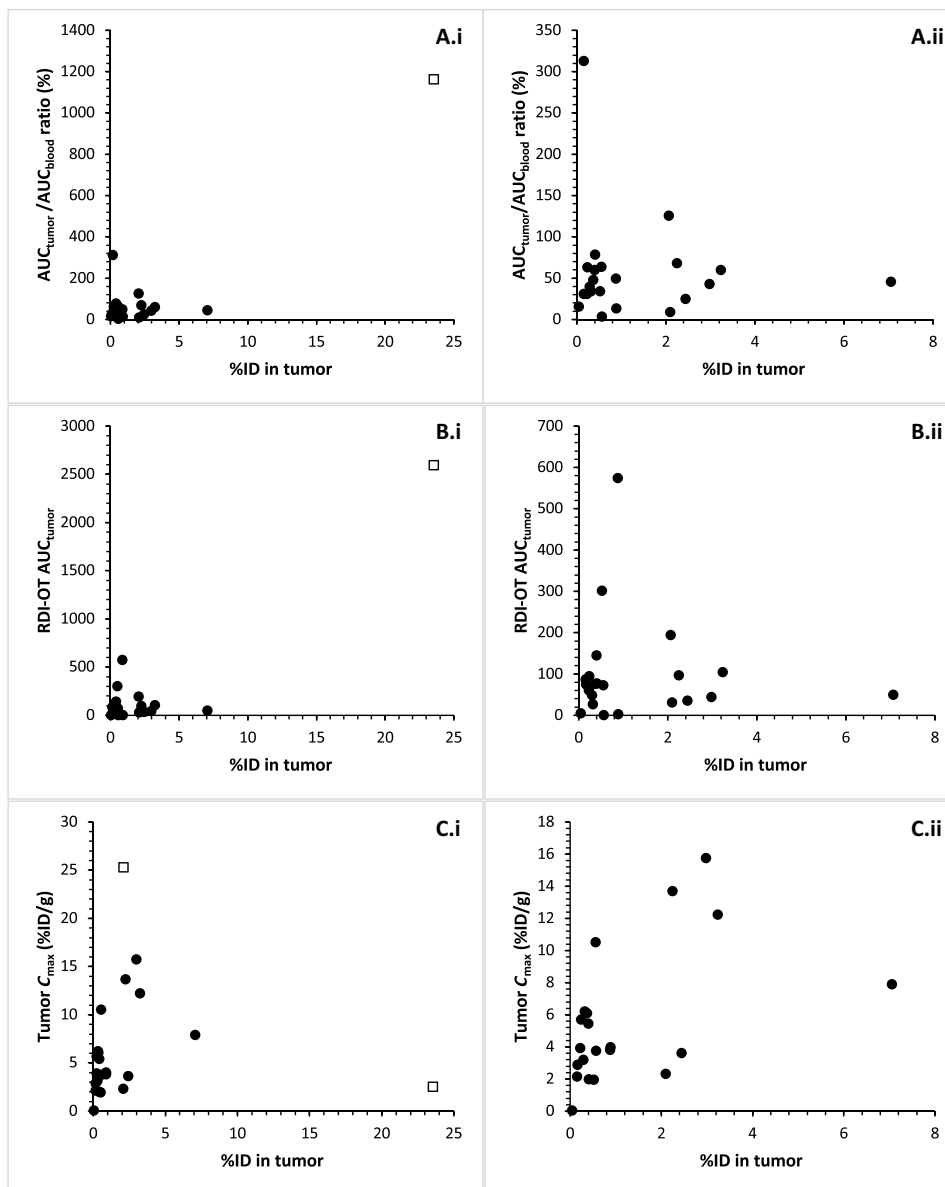 A.i
AUCtumor /AUCblood ratio (%)
1400
1200
1000
800
600
400
200
0
0 5 10 15 20 25
%ID in tumor
A.ii
AUCtumor/AUCblood ratio (%)
350
300
250
200
150
100
50
0
0 2 4 6 8
%ID in tumor
B.i
RDI-OT AUCtumor
3000
2500
2000
1500
1000
500
0
0 5 10 15 20 25
%ID in tumor
B.ii
RDI-OT AUCtumor
700
600
500
400
300
200
100
0
0 2 4 6 8
%ID in tumor
C.i
Tumor Cmax (%ID/g)
30
25
20
15
10
5
0
0 5 10 15 20 25
%ID in tumor
C.ii
Tumor Cmax (%ID/g)
18
16
14
12
10
8
6
4
2
0
0 2 4 6 8
%ID in tumor